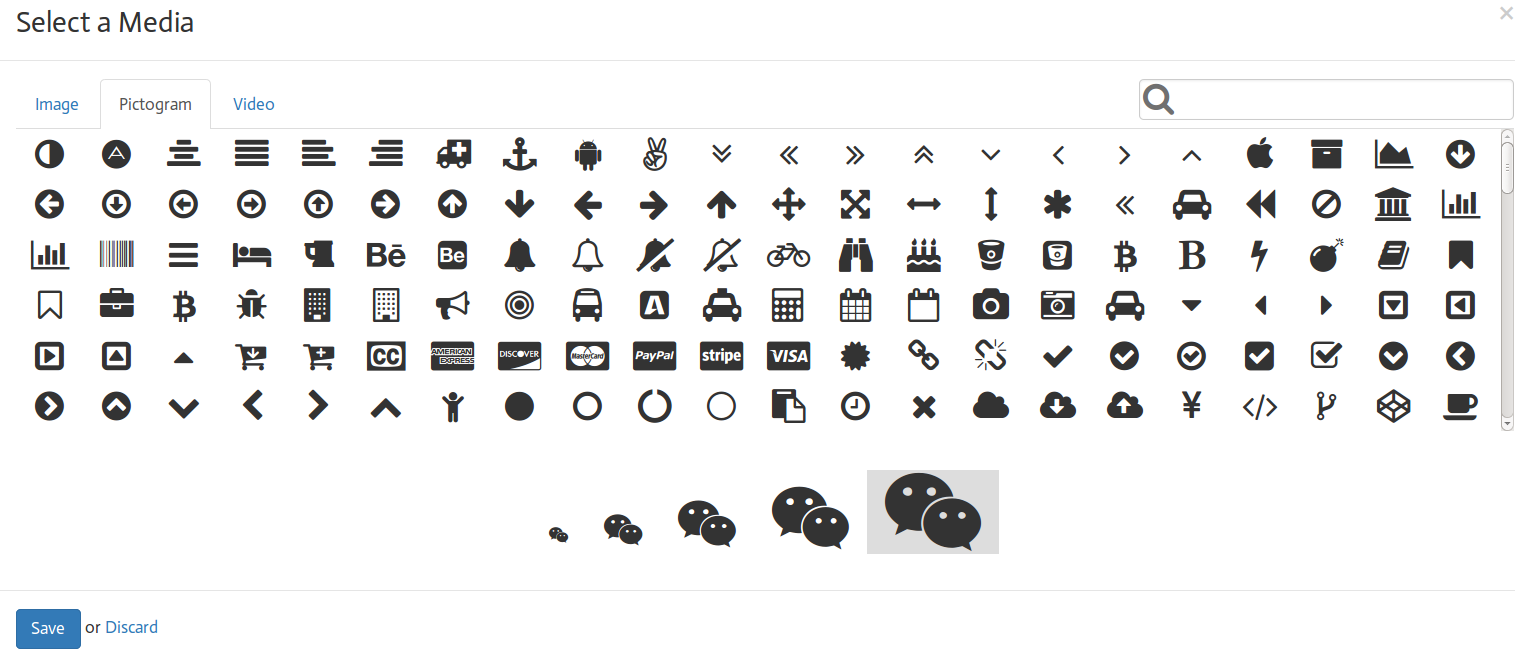 Select a Media
×
Image Pictogram Video
Bē Be B
A
CC AMERICAN EXPRESS DISCOVER MasterCard PayPal stripe VISA
¥ </>
Save or Discard